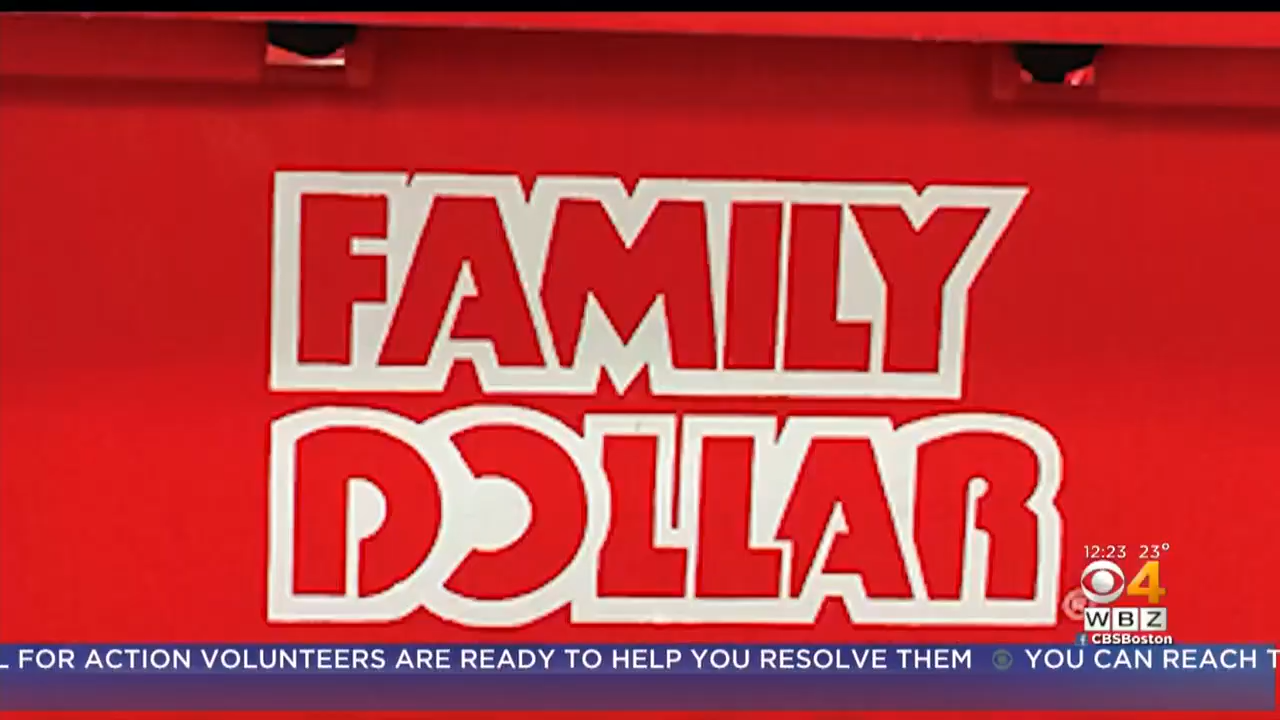 FAMILY
DOLLAR
®
12:23 23°
4
WBZ
f CBSBoston
L FOR ACTION VOLUNTEERS ARE READY TO HELP YOU RESOLVE THEM YOU CAN REACH T